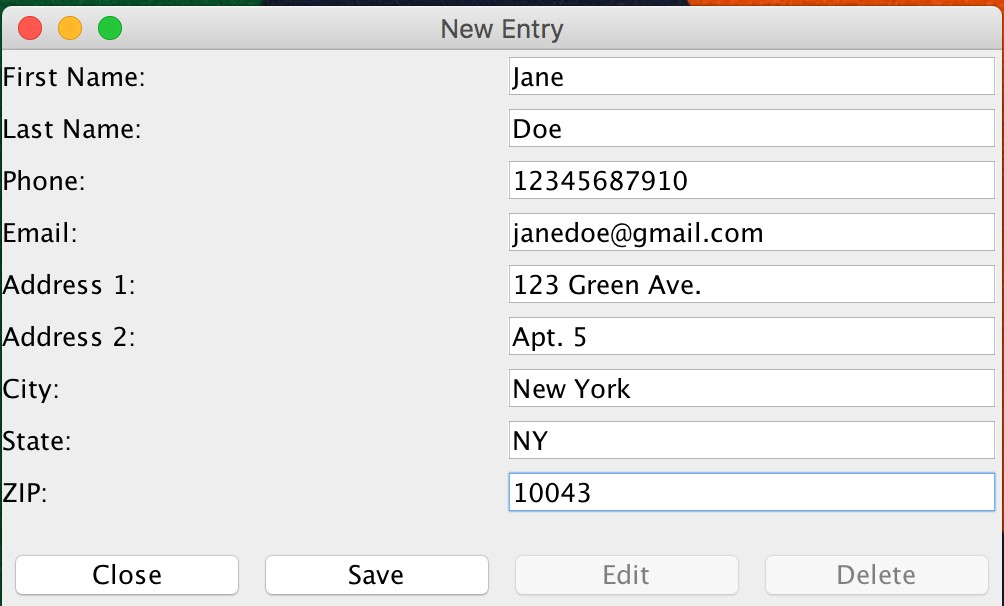 New Entry
First Name: Jane
Last Name: Doe
Phone: 12345687910
Email: janedoe@gmail.com
Address 1: 123 Green Ave.
Address 2: Apt. 5
City: New York
State: NY
ZIP: 10043
Close Save Edit Delete